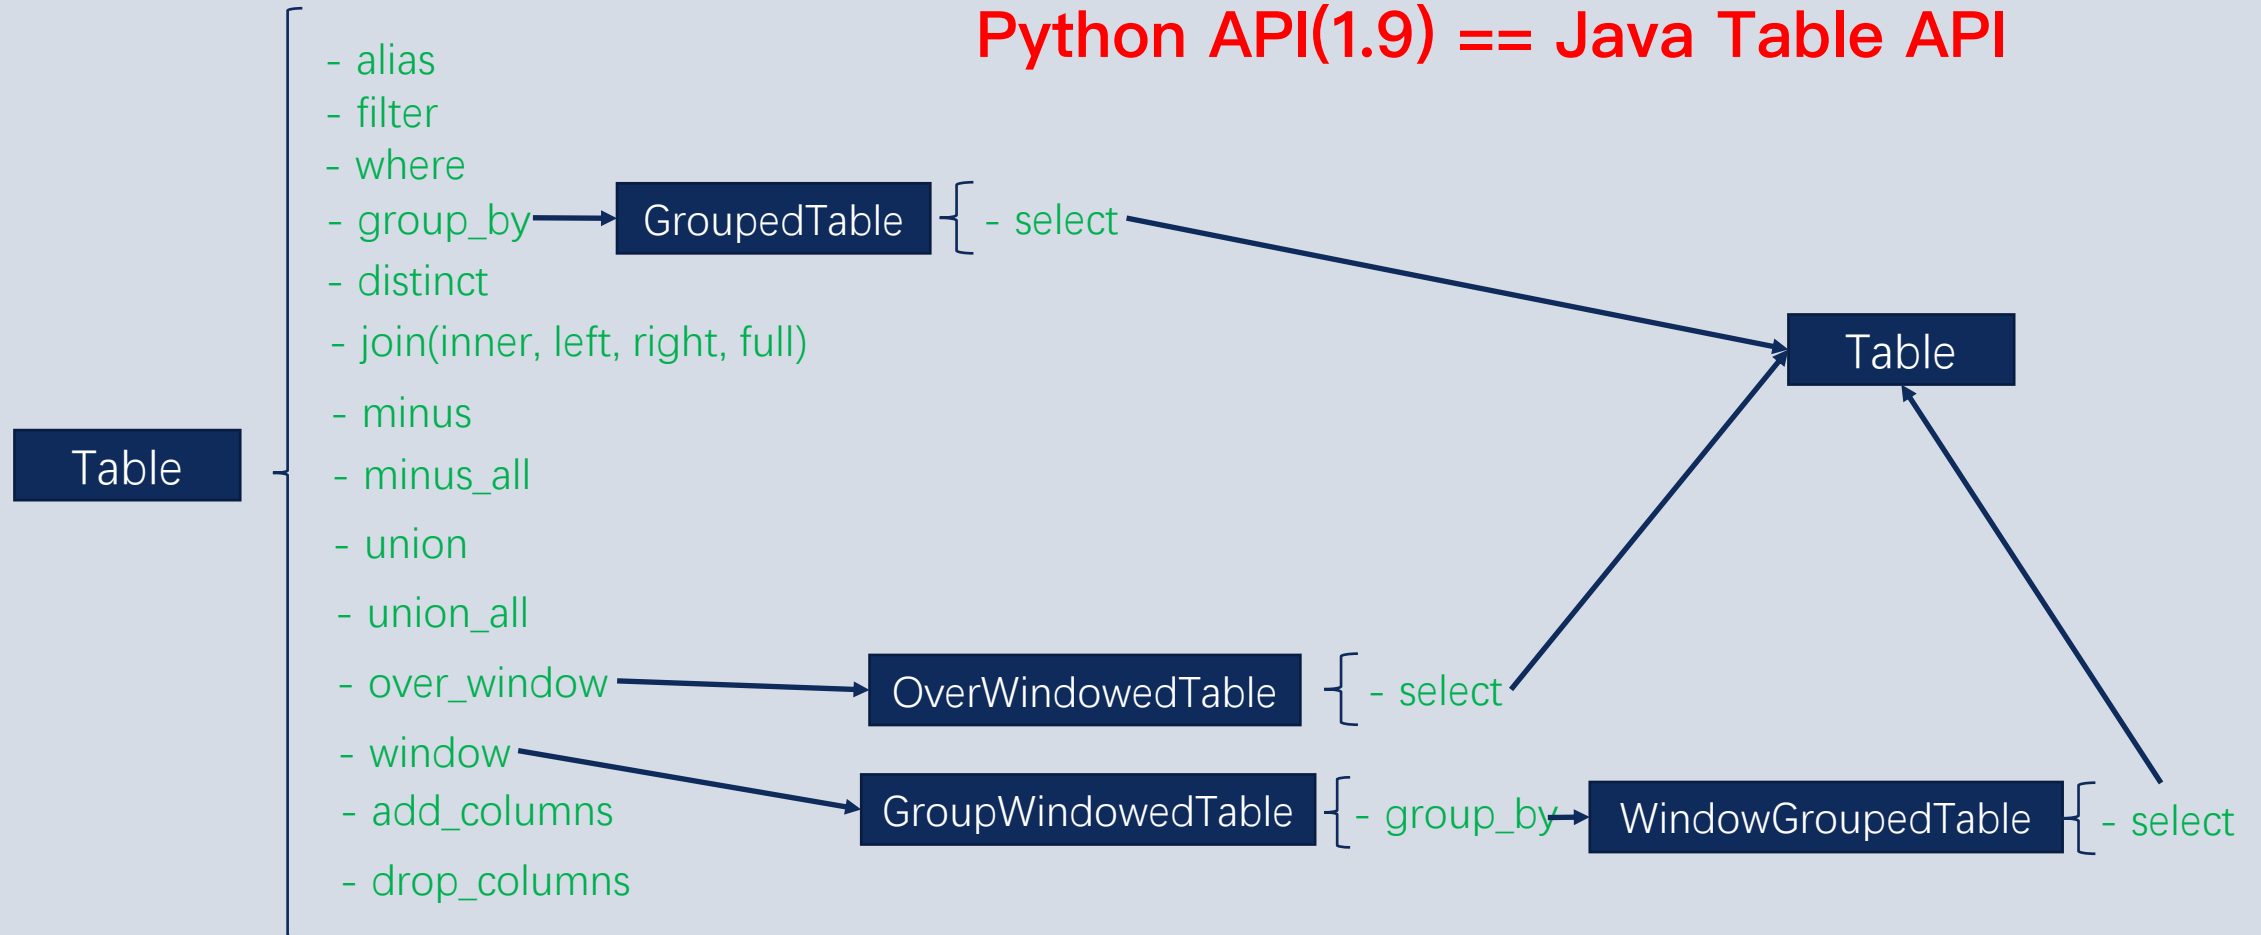 Python API(1.9) == Java Table API
- alias
- filter
- where
- group_by
GroupedTable
- select
- distinct
- join(inner, left, right, full)
Table
- minus
Table
- minus_all
- union
- union_all
- over_window
OverWindowedTable
- select
- window
- add_columns
GroupWindowedTable
- group_by
WindowGroupedTable
- select
- drop_columns